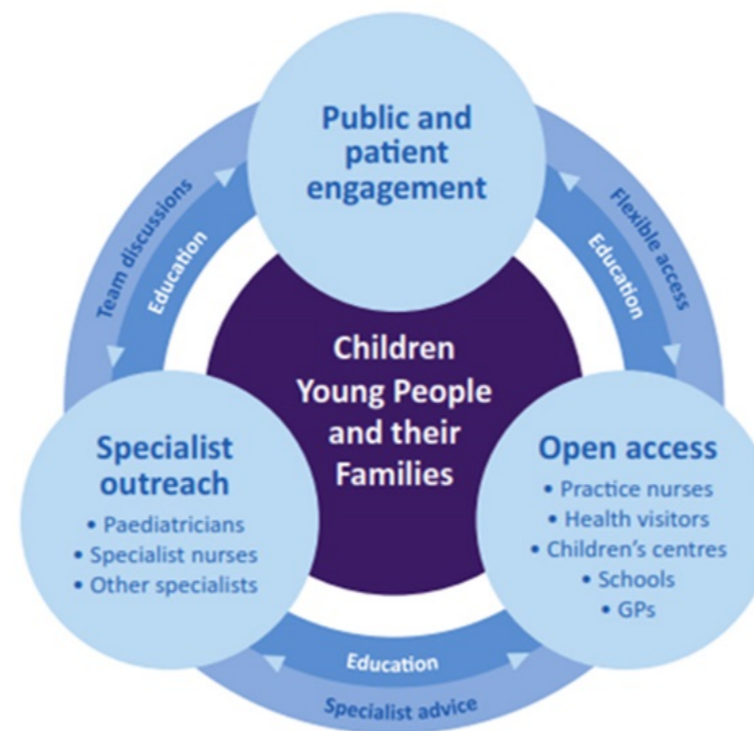 Public and
patient
engagement
Team discussions
Education
Flexible access
Education
Children
Young People
and their
Families
Specialist
outreach
• Paediatricians
• Specialist nurses
• Other specialists
Open access
• Practice nurses
• Health visitors
• Children's centres
• Schools
• GPs
Education
Specialist advice